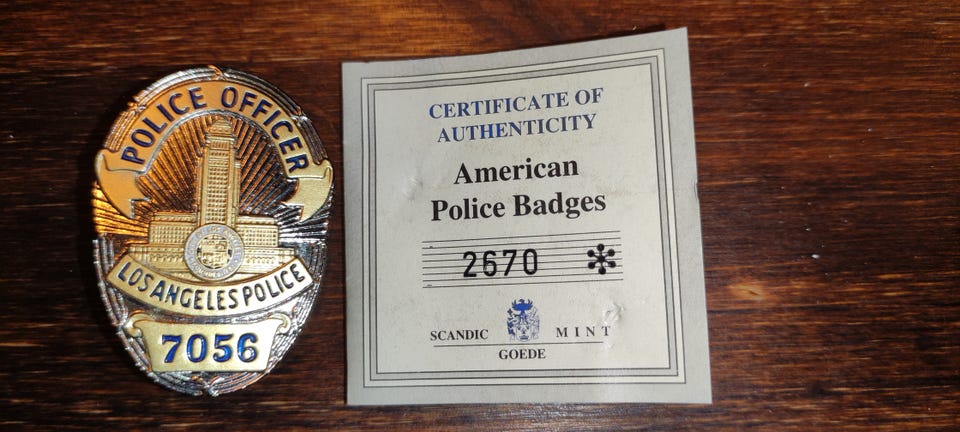 POLICE OFFICER
LOS ANGELES POLICE
7056
CERTIFICATE OF
AUTHENTICITY
American
Police Badges
2670
SCANDIC MINT
GOEDE